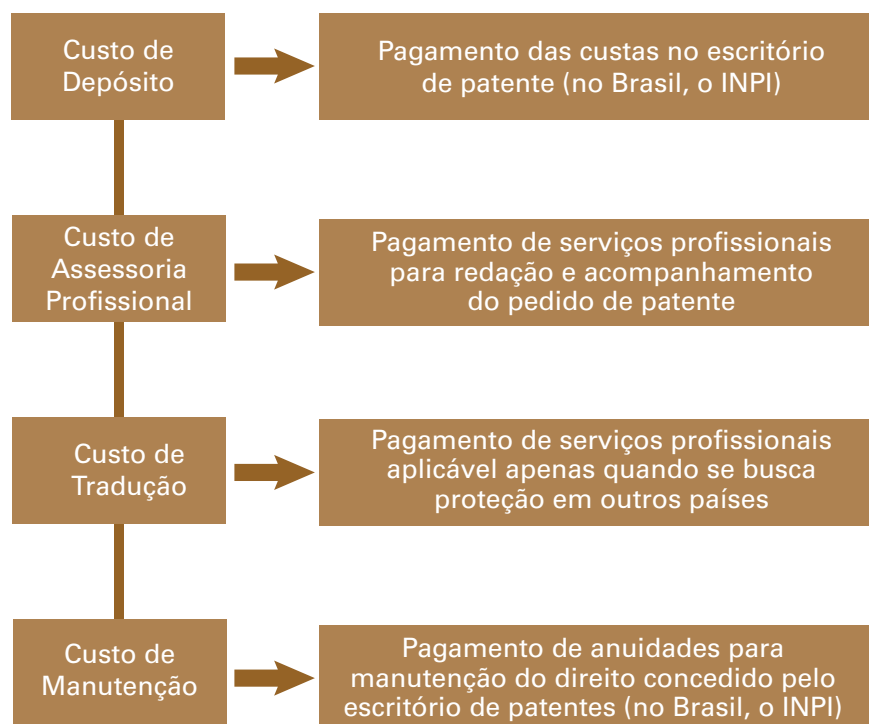 Custo de
Depósito
Pagamento das custas no escritório
de patente (no Brasil, o INPI)
Custo de
Assessoria
Profissional
Pagamento de serviços profissionais
para redação e acompanhamento
do pedido de patente
Custo de
Tradução
Pagamento de serviços profissionais
aplicável apenas quando se busca
proteção em outros países
Custo de
Manutenção
Pagamento de anuidades para
manutenção do direito concedido pelo
escritório de patentes (no Brasil, o INPI)